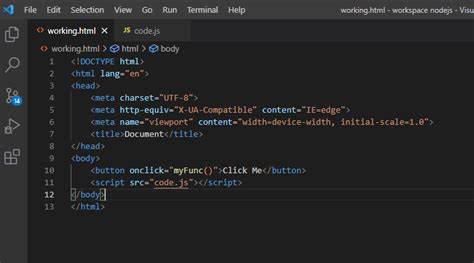 File Edit Selection View Go Run Terminal Help working.html - workspace nodejs - Visua
working.html code.js
working.html > html > body
1 <!DOCTYPE html>
2 <html lang="en">
3 <head>
4 <meta charset="UTF-8">
5 <meta http-equiv="X-UA-Compatible" content="IE=edge">
6 <meta name="viewport" content="width=device-width, initial-scale=1.0">
7 <title>Document</title>
8 </head>
9 <body>
10 <button onclick="myFunc()">Click Me</button>
11 <script src="code.js"></script>
12 </body>
13 </html>
14